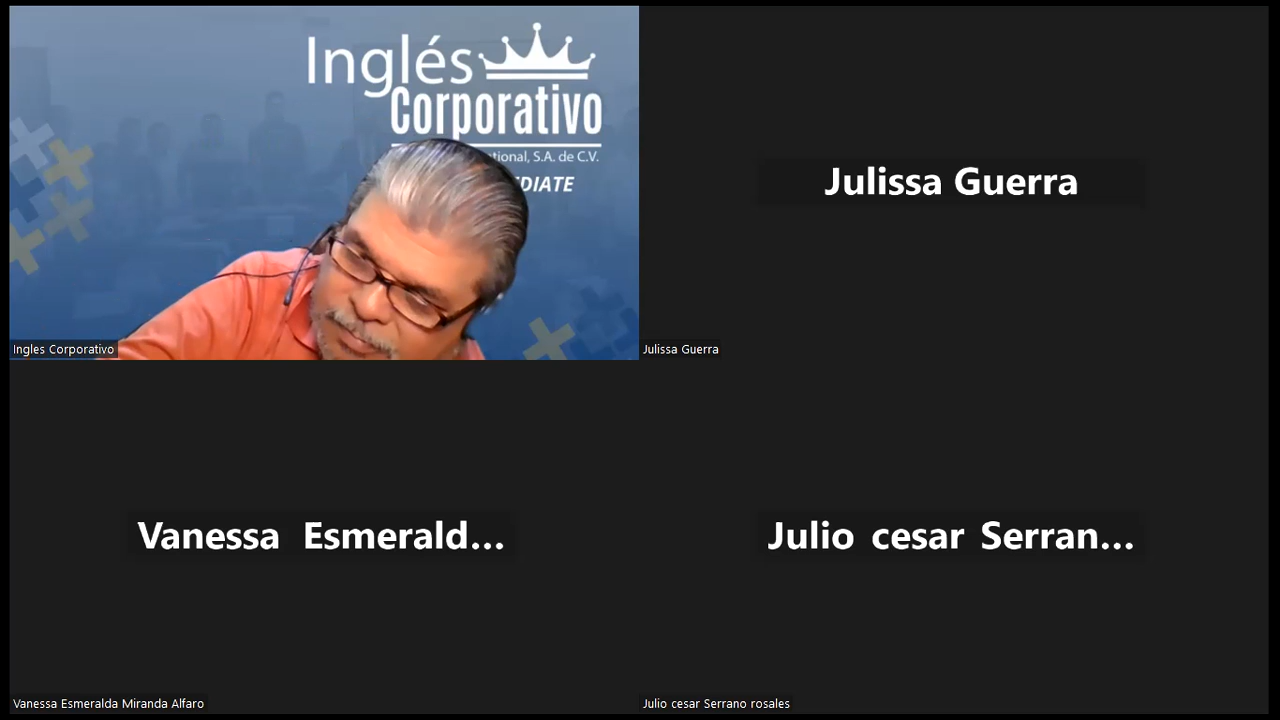 Inglés
Corporativo
tional, S.A. de C.V.
DIATE
Ingles Corporativo
Julissa Guerra
Julissa Guerra
Vanessa Esmerald...
Vanessa Esmeralda Miranda Alfaro
Julio cesar Serran...
Julio cesar Serrano rosales